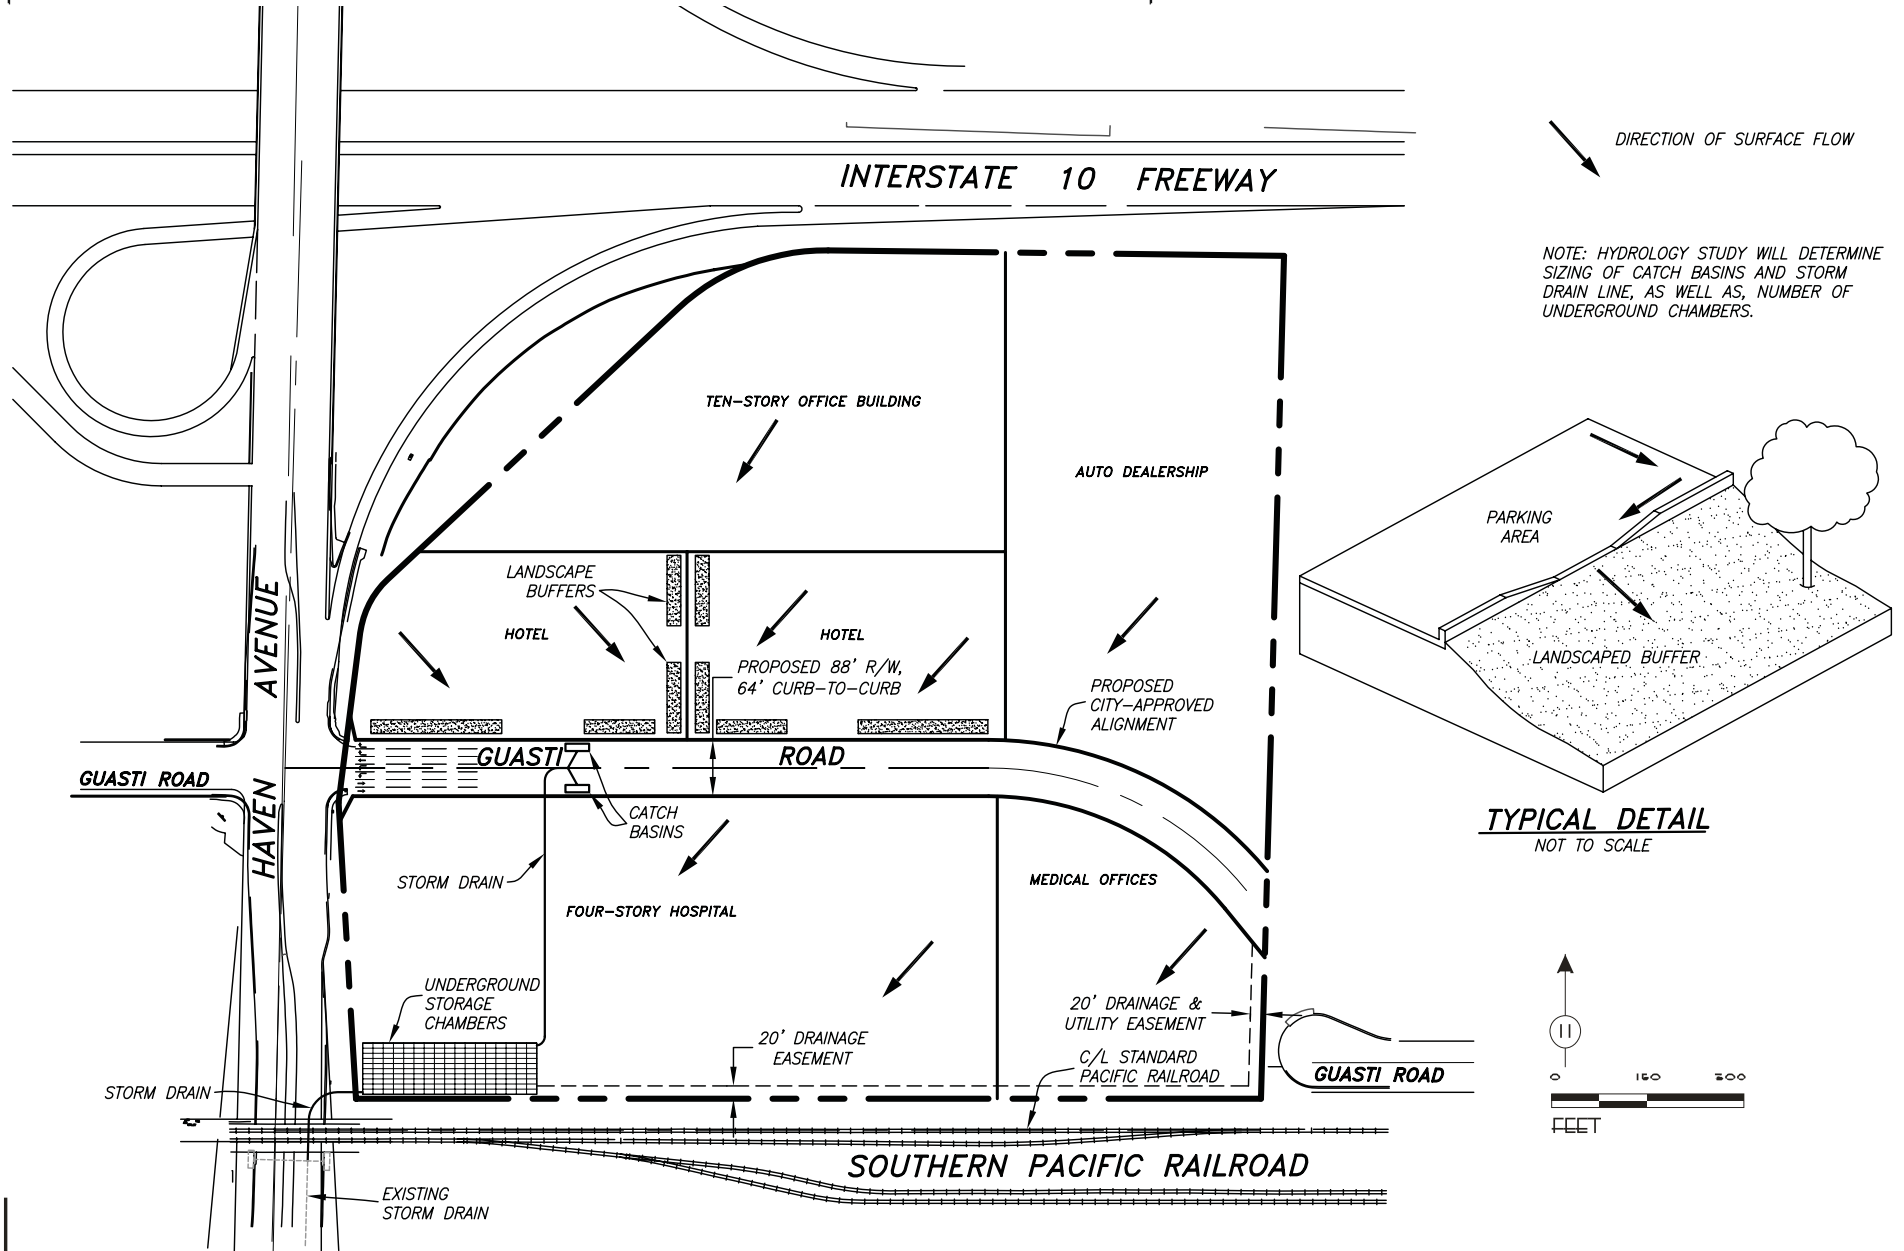 INTERSTATE 10 FREEWAY
DIRECTION OF SURFACE FLOW
NOTE: HYDROLOGY STUDY WILL DETERMINE
SIZING OF CATCH BASINS AND STORM
DRAIN LINE, AS WELL AS, NUMBER OF
UNDERGROUND CHAMBERS.
TEN-STORY OFFICE BUILDING
AUTO DEALERSHIP
PARKING
AREA
LANDSCAPED BUFFER
TYPICAL DETAIL
NOT TO SCALE
LANDSCAPE
BUFFERS
HOTEL
HOTEL
PROPOSED 88' R/W,
64' CURB-TO-CURB
PROPOSED
CITY-APPROVED
ALIGNMENT
HAVEN AVENUE
GUASTI ROAD
GUASTI ROAD
CATCH
BASINS
STORM DRAIN
FOUR-STORY HOSPITAL
MEDICAL OFFICES
UNDERGROUND
STORAGE
CHAMBERS
20' DRAINAGE
EASEMENT
20' DRAINAGE &
UTILITY EASEMENT
C/L STANDARD
PACIFIC RAILROAD
GUASTI ROAD
STORM DRAIN
SOUTHERN PACIFIC RAILROAD
EXISTING
STORM DRAIN
0 150 300
FEET